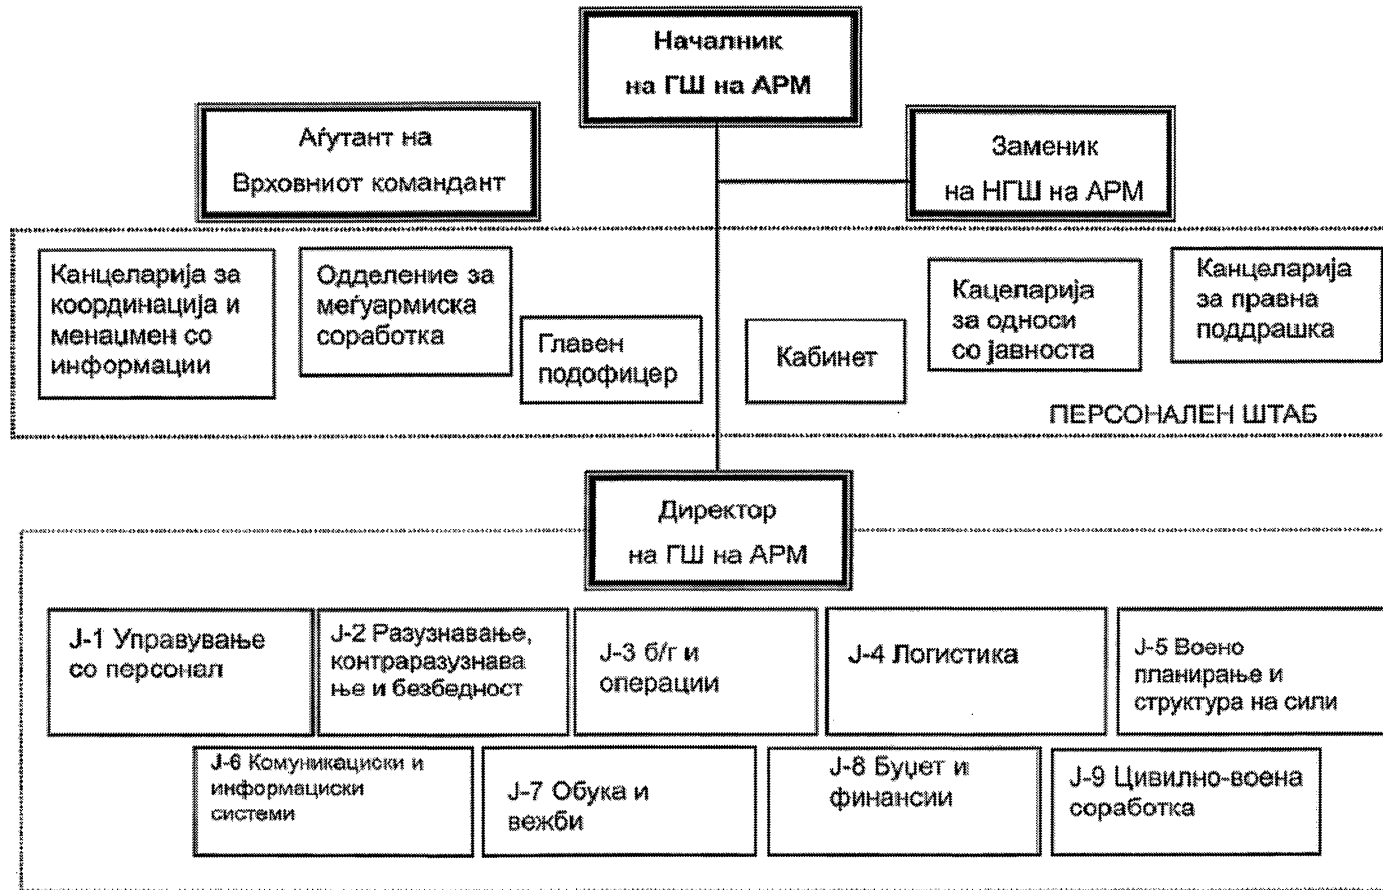 Началник
на ГШ на АРМ
Аѓутант на
Врховниот командант
Заменик
на НГШ на АРМ
Канцеларија за
координација и
менаџмен со
информации
Одделение за
меѓуармиска
соработка
Главен
подофицер
Кабинет
Кацеларија
за односи
со јавноста
Канцеларија
за правна
поддрашка
ПЕРСОНАЛЕН ШТАБ
Директор
на ГШ на АРМ
Ј-1 Управување
со персонал
Ј-2 Разузнавање,
контраразузнава
ње и безбедност
Ј-3 б/г и
операции
Ј-4 Логистика
Ј-5 Воено
планирање и
структура на сили
Ј-6 Комуникациски и
информациски
системи
Ј-7 Обука и
вежби
Ј-8 Буџет и
финансии
Ј-9 Цивилно-воена
соработка